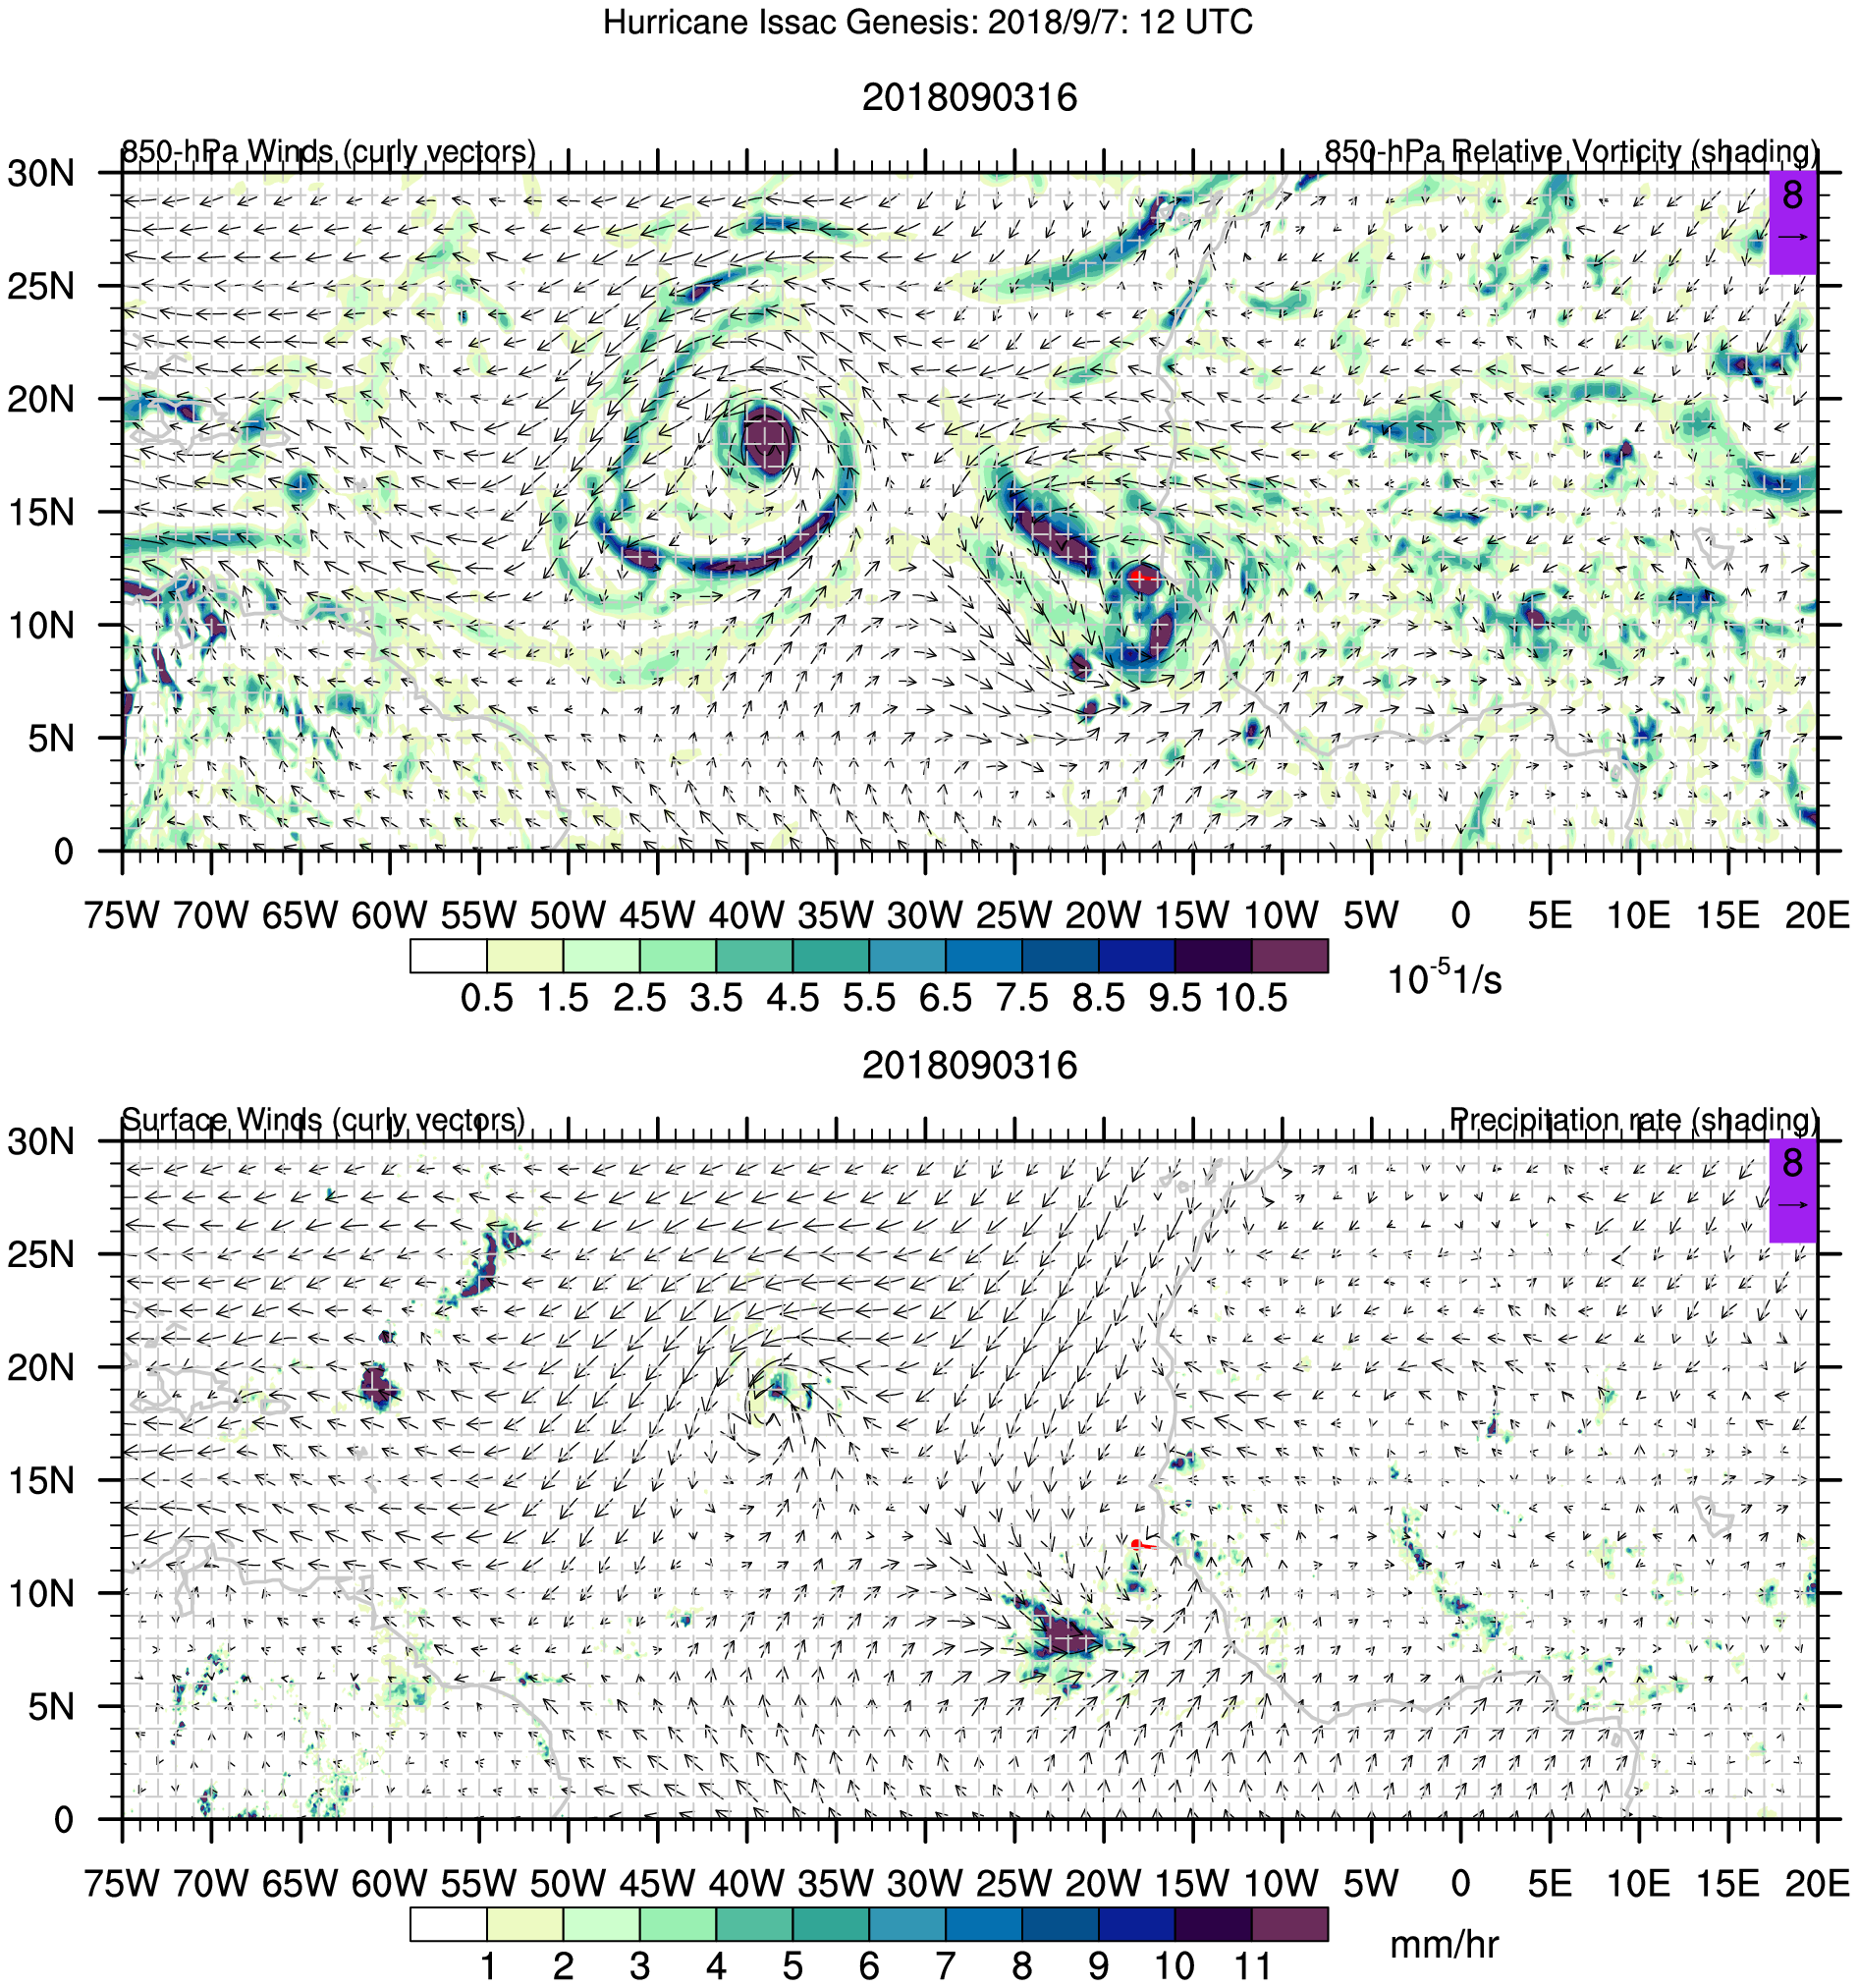 Hurricane Issac Genesis: 2018/9/7: 12 UTC
2018090316
850-hPa Winds (curly vectors) 850-hPa Relative Vorticity (shading)
30N
8
25N
20N
15N
10N
5N
0
75W 70W 65W 60W 55W 50W 45W 40W 35W 30W 25W 20W 15W 10W 5W 0 5E 10E 15E 20E
0.5 1.5 2.5 3.5 4.5 5.5 6.5 7.5 8.5 9.5 10.5
10⁻⁵1/s
2018090316
Surface Winds (curly vectors) Precipitation rate (shading)
30N
8
25N
20N
15N
10N
5N
0
75W 70W 65W 60W 55W 50W 45W 40W 35W 30W 25W 20W 15W 10W 5W 0 5E 10E 15E 20E
1 2 3 4 5 6 7 8 9 10 11
mm/hr